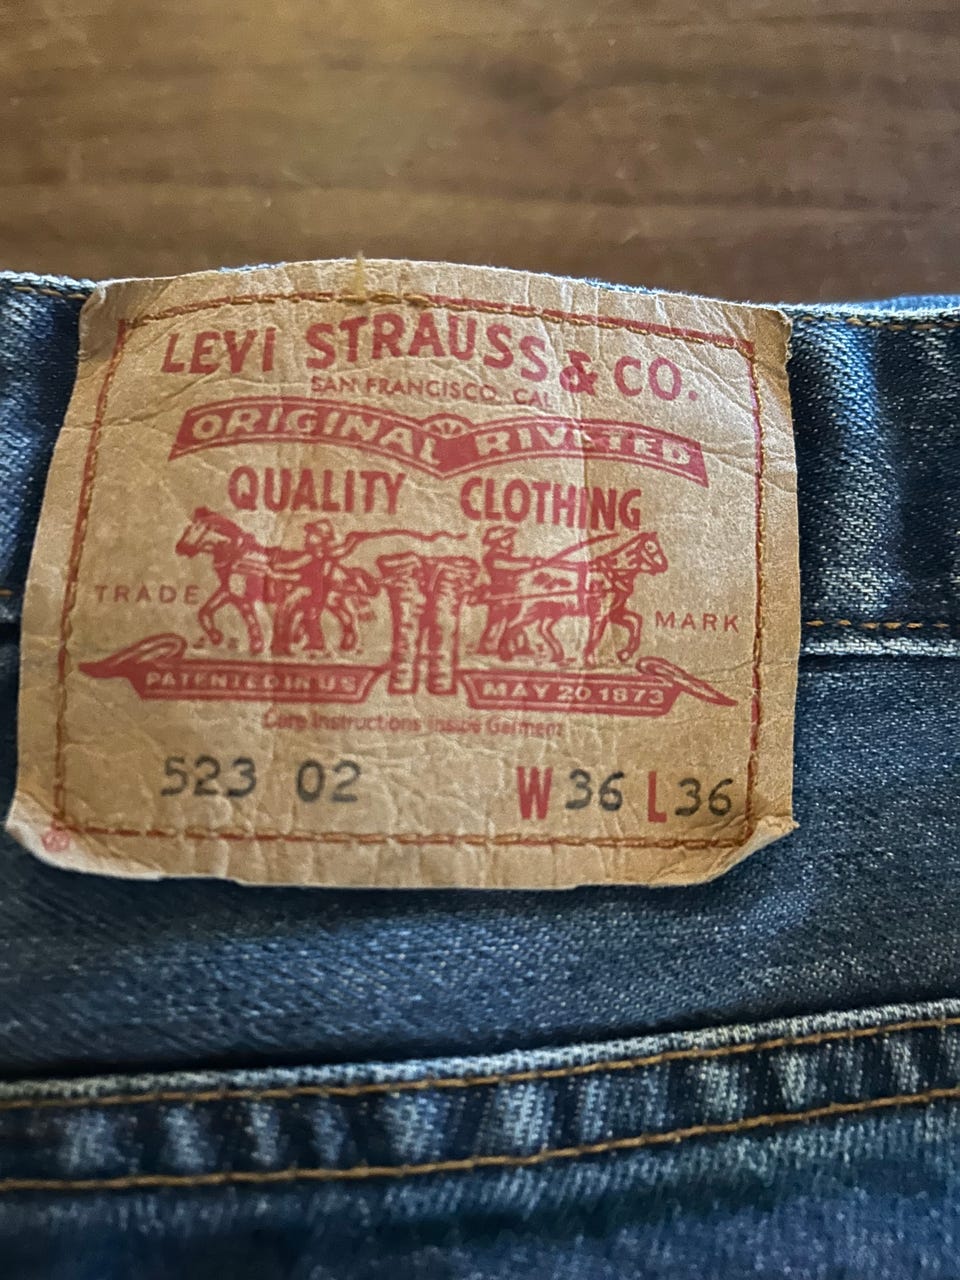 LEVI STRAUSS & CO.
SAN FRANCISCO, CAL
ORIGINAL RIVETED
QUALITY CLOTHING
TRADE MARK
PATENTED IN U S MAY 20 1873
Care Instructions Inside Garment
523 02 W 36 L 36